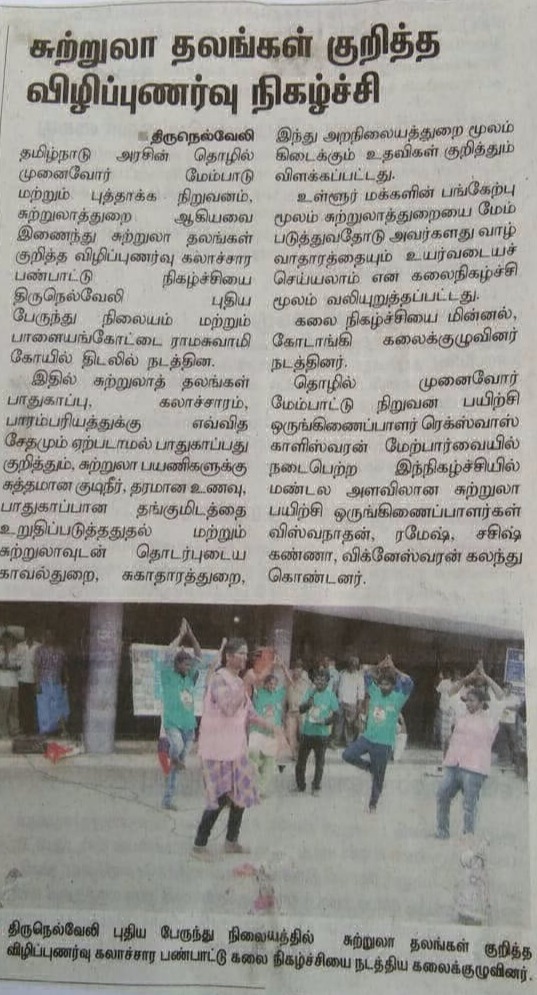 சுற்றுலா தலங்கள் குறித்த
விழிப்புணர்வு நிகழ்ச்சி
திருநெல்வேலி
தமிழ்நாடு அரசின் தொழில்
முனைவோர் மேம்பாடு
மற்றும் புத்தாக்க நிறுவனம்,
சுற்றுலாத்துறை ஆகியவை
இணைந்து சுற்றுலா தலங்கள்
குறித்த விழிப்புணர்வு கலாச்சார
பண்பாட்டு நிகழ்ச்சியை
திருநெல்வேலி புதிய
பேருந்து நிலையம் மற்றும்
பாளையங்கோட்டை ராமசுவாமி
கோயில் திடலில் நடத்தின.
இதில் சுற்றுலாத் தலங்கள்
பாதுகாப்பு, கலாச்சாரம்,
பாரம்பரியத்துக்கு எவ்வித
சேதமும் ஏற்படாமல் பாதுகாப்பது
குறித்தும், சுற்றுலா பயணிகளுக்கு
சுத்தமான குடிநீர், தரமான உணவு,
பாதுகாப்பான தங்குமிடத்தை
உறுதிப்படுத்ததுதல் மற்றும்
சுற்றுலாவுடன் தொடர்புடைய
காவல்துறை, சுகாதாரத்துறை,
இந்து அறநிலையத்துறை மூலம்
கிடைக்கும் உதவிகள் குறித்தும்
விளக்கப்பட்டது.
உள்ளூர் மக்களின் பங்கேற்பு
மூலம் சுற்றுலாத்துறையை மேம்
படுத்துவதோடு அவர்களது வாழ்
வாதாரத்தையும் உயர்வடையச்
செய்யலாம் என கலைநிகழ்ச்சி
மூலம் வலியுறுத்தப்பட்டது.
கலை நிகழ்ச்சியை மின்னல்,
கோடாங்கி கலைக்குழுவினர்
நடத்தினர்.
தொழில் முனைவோர்
மேம்பாட்டு நிறுவன பயிற்சி
ஒருங்கிணைப்பாளர் ரெக்ஸ்வாஸ்
காளிஸ்வரன் மேற்பார்வையில்
நடைபெற்ற இந்நிகழ்ச்சியில்
மண்டல அளவிலான சுற்றுலா
பயிற்சி ஒருங்கிணைப்பாளர்கள்
விஸ்வநாதன், ரமேஷ், சசிஷ்
கண்ணா, விக்னேஸ்வரன் கலந்து
கொண்டனர்.
திருநெல்வேலி புதிய பேருந்து நிலையத்தில் சுற்றுலா தலங்கள் குறித்த
விழிப்புணர்வு கலாச்சார பண்பாட்டு கலை நிகழ்ச்சியை நடத்திய கலைக்குழுவினர்.